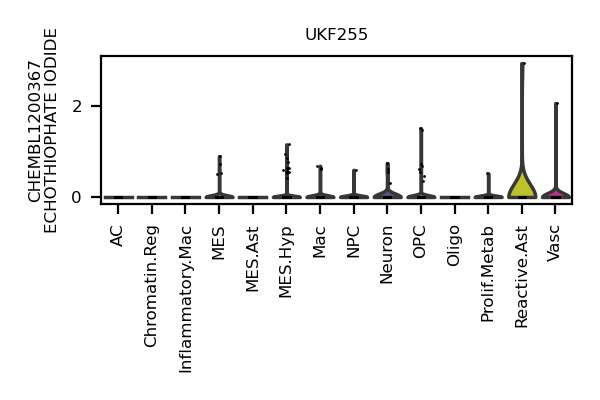 UKF255
CHEMBL1200367
ECHOTHIOPHATE IODIDE
2
0
AC
Chromatin.Reg
Inflammatory.Mac
MES
MES.Ast
MES.Hyp
Mac
NPC
Neuron
OPC
Oligo
Prolif.Metab
Reactive.Ast
Vasc